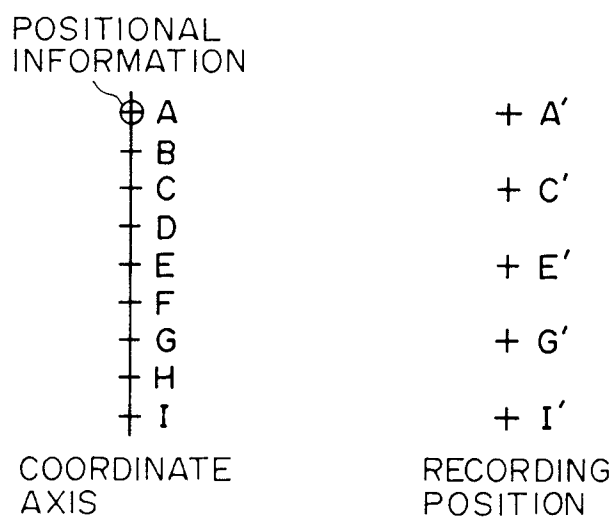 POSITIONAL
INFORMATION
A
B
C
D
E
F
G
H
I
COORDINATE
AXIS
A′
C′
E′
G′
I′
RECORDING
POSITION